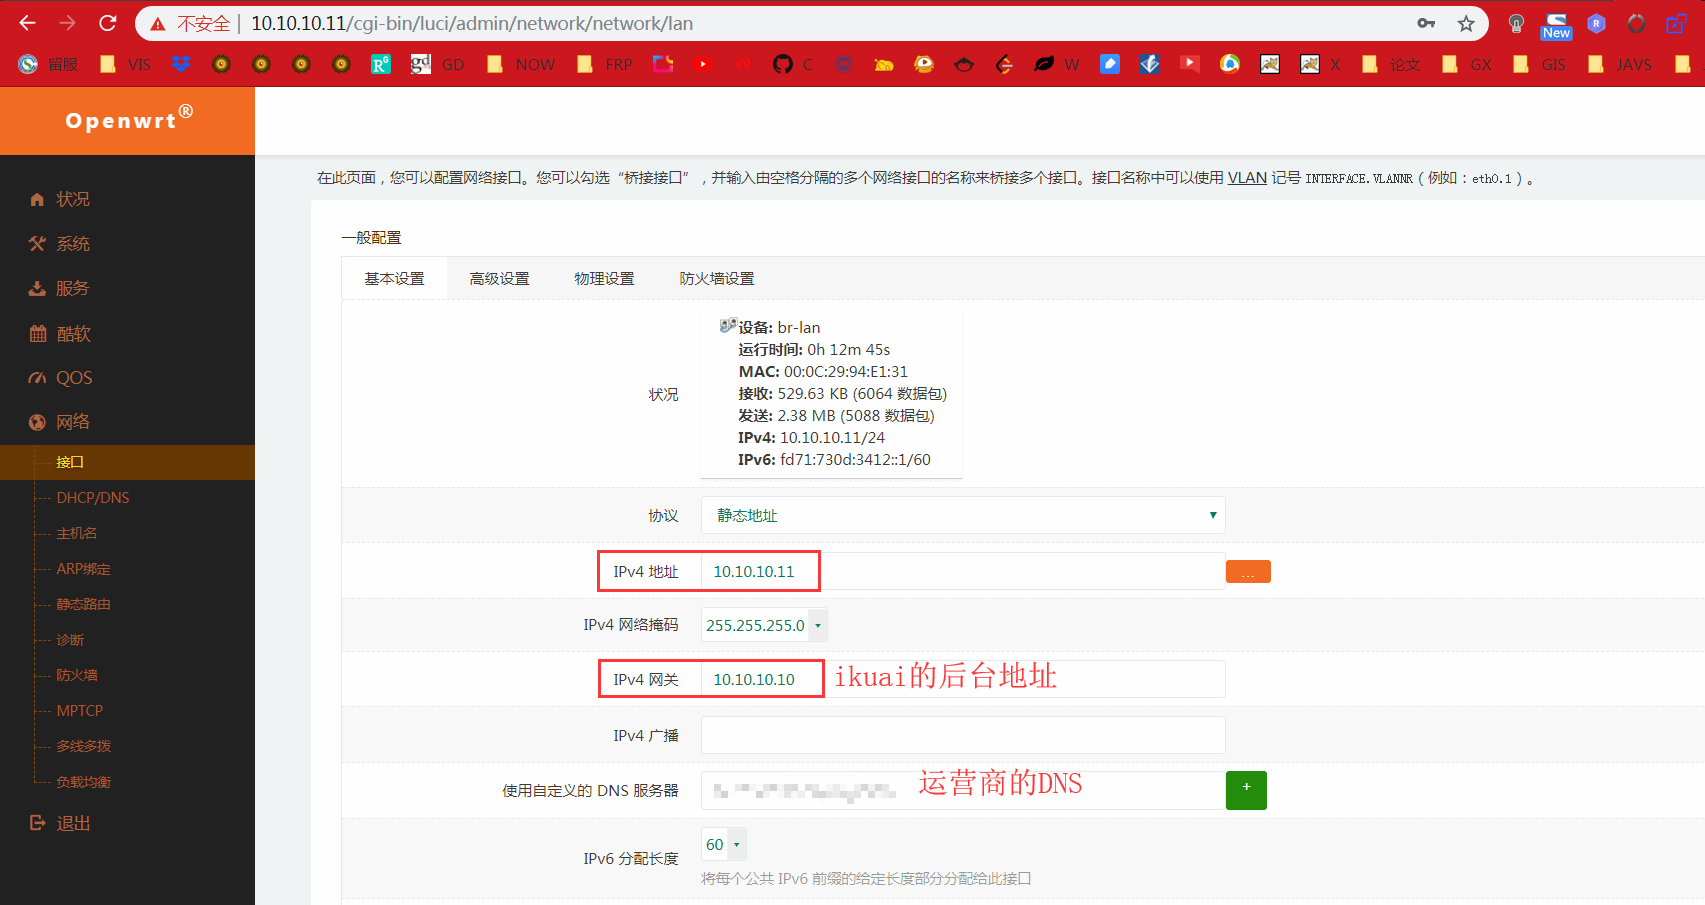 不安全 | 10.10.10.11/cgi-bin/luci/admin/network/network/lan
New
留服 VIS GD NOW FRP C W X 论文 GX GIS JAVS
Openwrt®
在此页面，您可以配置网络接口。您可以勾选“桥接接口”，并输入由空格分隔的多个网络接口的名称来桥接多个接口。接口名称中可以使用 VLAN 记号 INTERFACE.VLANNR（例如：eth0.1）。
状况
系统
服务
酷软
QOS
网络
接口
DHCP/DNS
主机名
ARP绑定
静态路由
诊断
防火墙
MPTCP
多线多拨
负载均衡
退出
一般配置
基本设置 高级设置 物理设置 防火墙设置
状况
设备: br-lan
运行时间: 0h 12m 45s
MAC: 00:0C:29:94:E1:31
接收: 529.63 KB (6064 数据包)
发送: 2.38 MB (5088 数据包)
IPv4: 10.10.10.11/24
IPv6: fd71:730d:3412::1/60
协议 静态地址
IPv4 地址 10.10.10.11 ...
IPv4 网络掩码 255.255.255.0
IPv4 网关 10.10.10.10 ikuai的后台地址
IPv4 广播
使用自定义的 DNS 服务器 运营商的DNS +
IPv6 分配长度 60
将每个公共 IPv6 前缀的给定长度部分分配给此接口